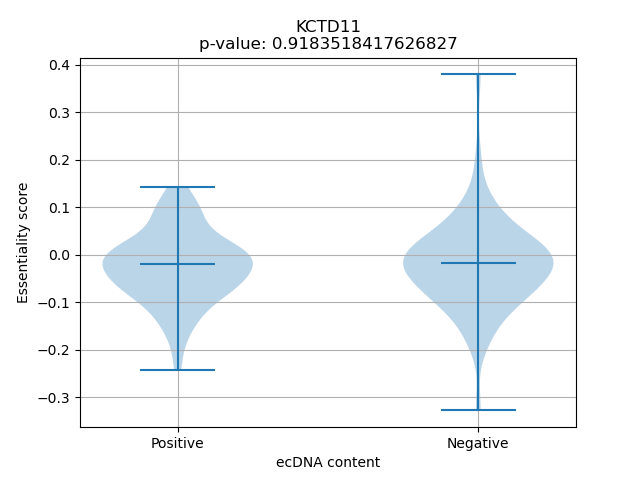 KCTD11
p-value: 0.9183518417626827
0.4
0.3
0.2
0.1
0.0
−0.1
−0.2
−0.3
Essentiality score
Positive
Negative
ecDNA content